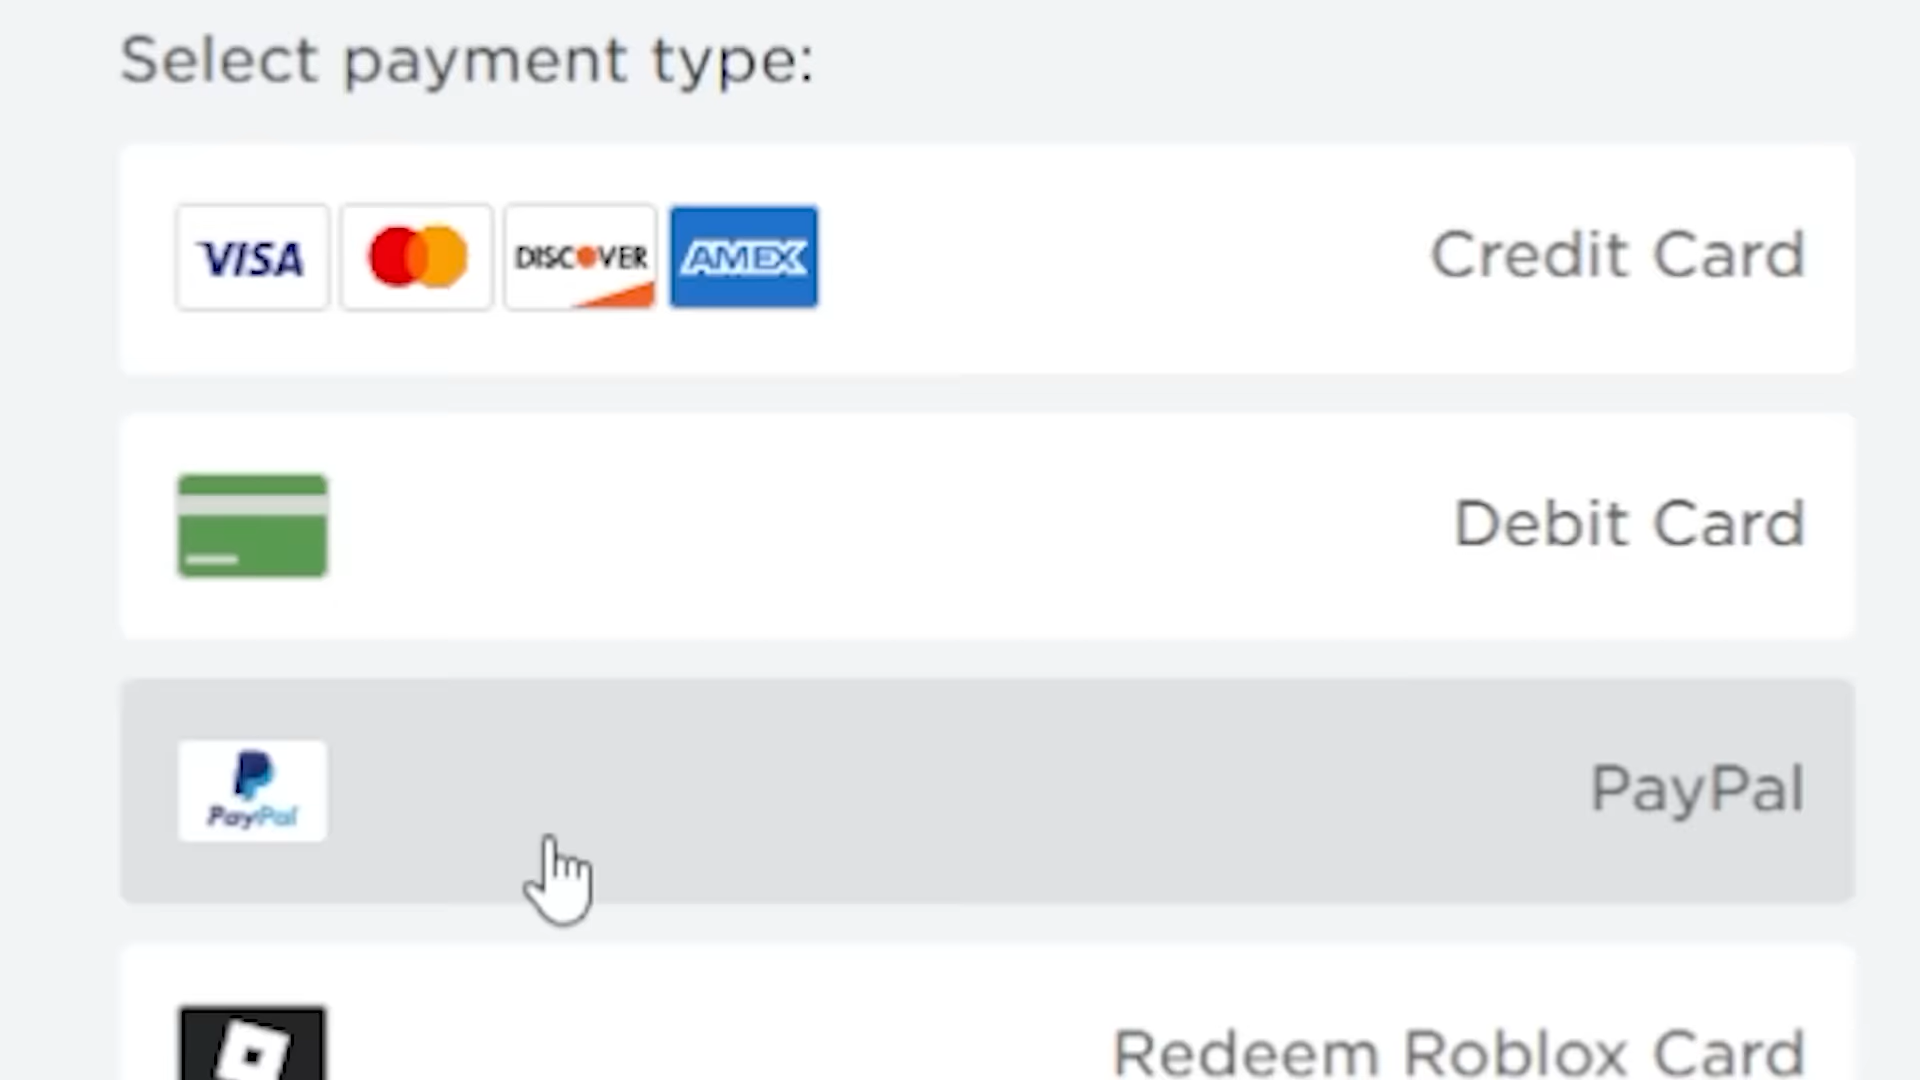 Select payment type:
VISA DISCOVER AMEX Credit Card
Debit Card
PayPal PayPal
Redeem Roblox Card